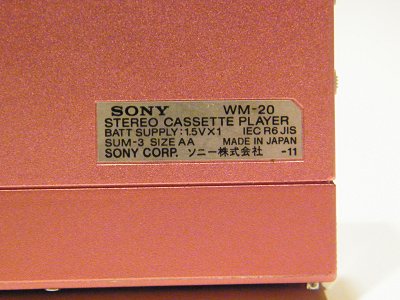 SONY WM-20
STEREO CASSETTE PLAYER
BATT SUPPLY: 1.5V×1 IEC R6 JIS
SUM-3 SIZE AA MADE IN JAPAN
SONY CORP. ソニー株式会社 -11